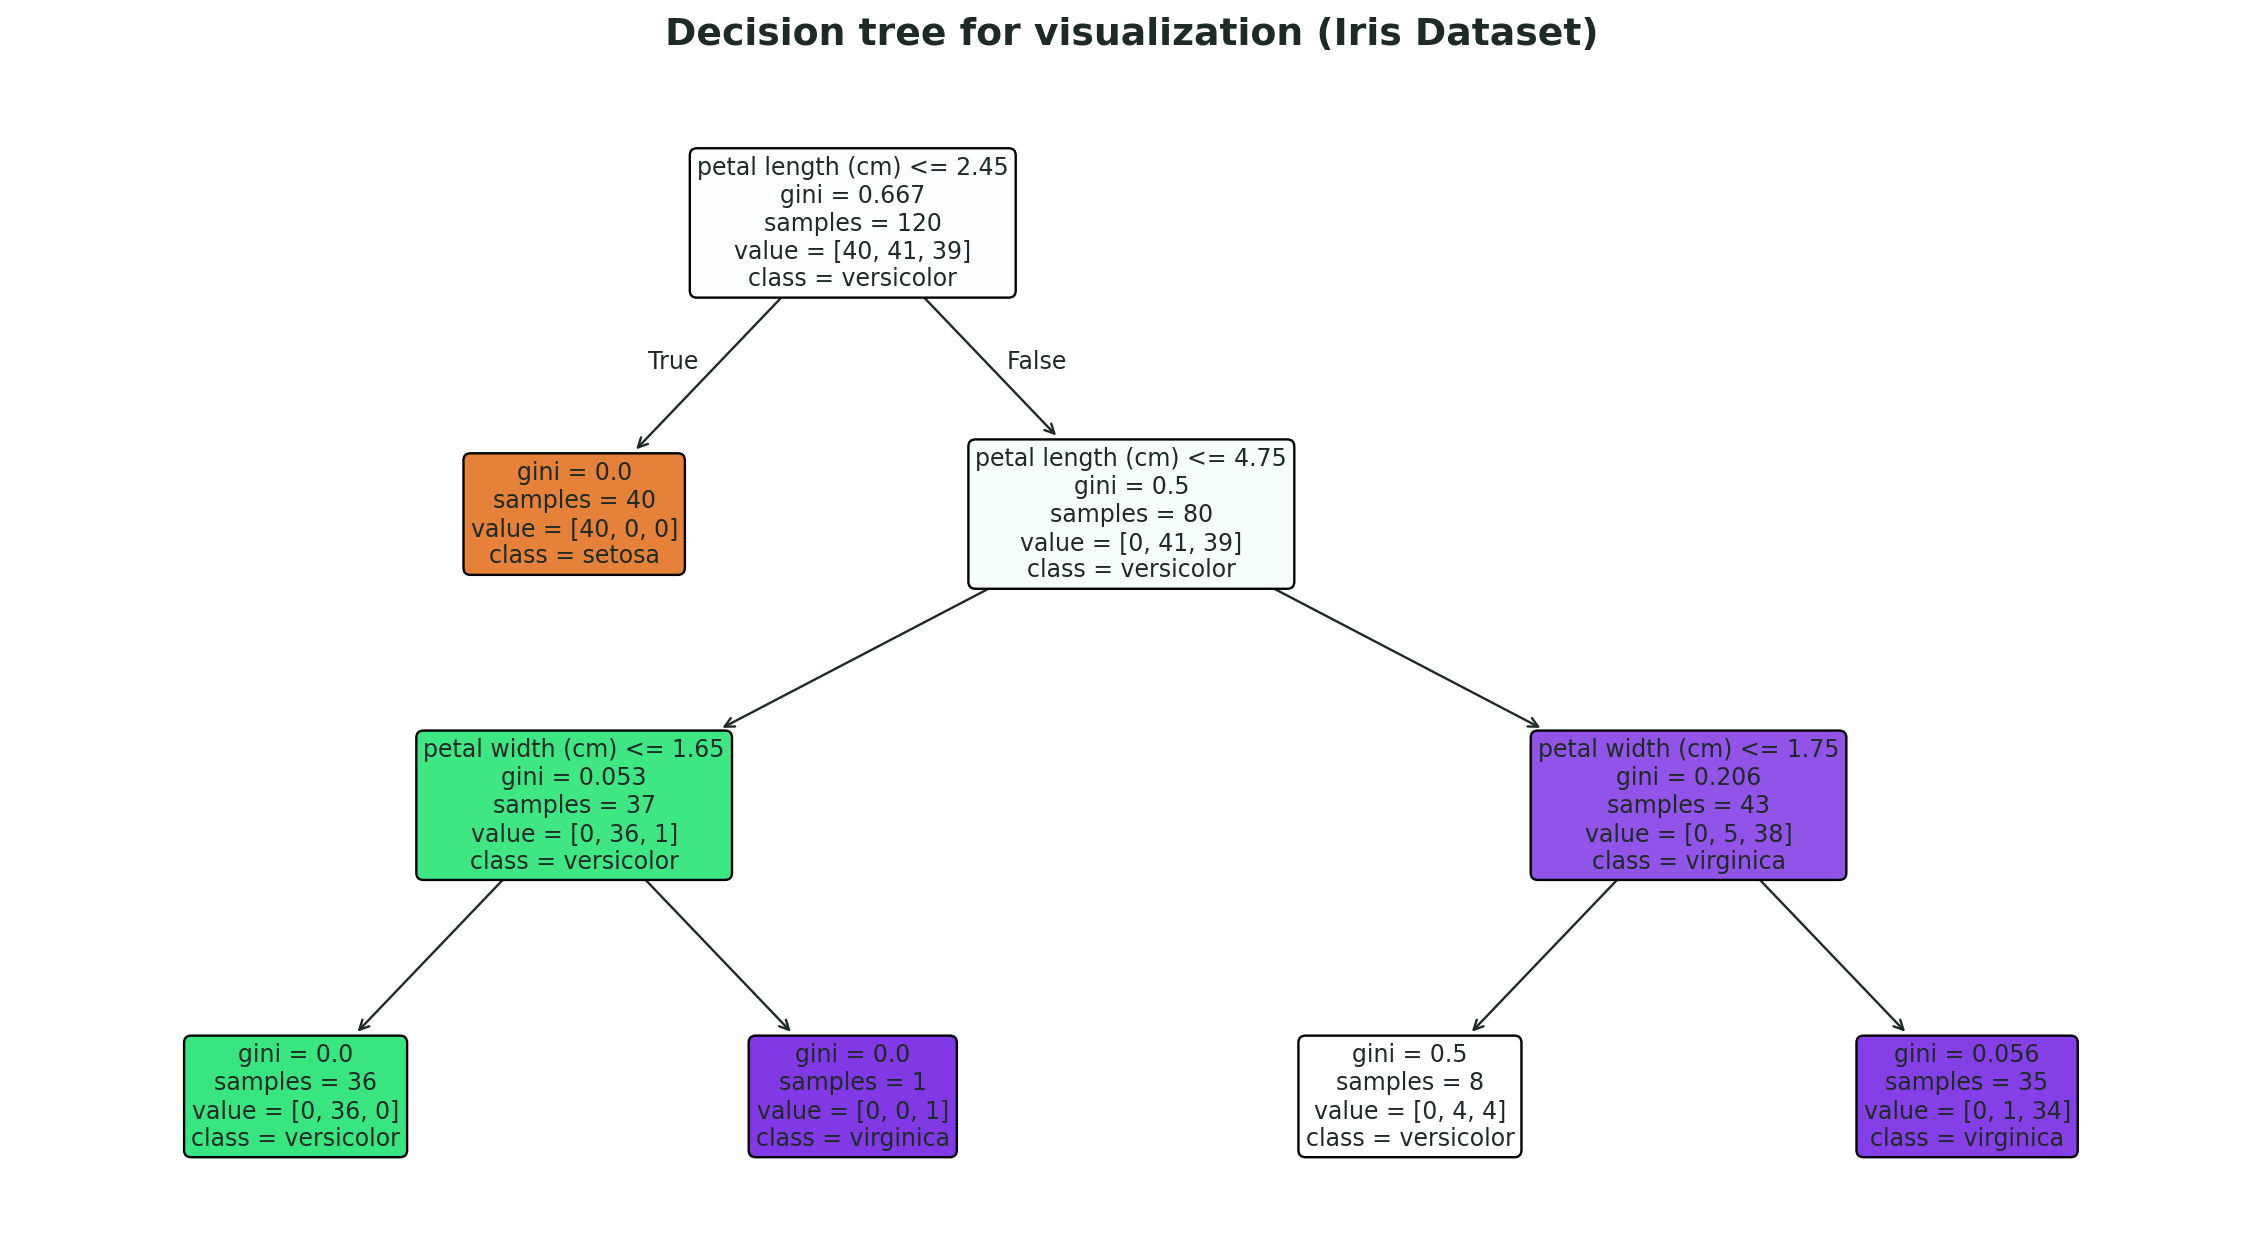 Decision tree for visualization (Iris Dataset)
petal length (cm) <= 2.45
gini = 0.667
samples = 120
value = [40, 41, 39]
class = versicolor
True
False
gini = 0.0
samples = 40
value = [40, 0, 0]
class = setosa
petal length (cm) <= 4.75
gini = 0.5
samples = 80
value = [0, 41, 39]
class = versicolor
petal width (cm) <= 1.65
gini = 0.053
samples = 37
value = [0, 36, 1]
class = versicolor
petal width (cm) <= 1.75
gini = 0.206
samples = 43
value = [0, 5, 38]
class = virginica
gini = 0.0
samples = 36
value = [0, 36, 0]
class = versicolor
gini = 0.0
samples = 1
value = [0, 0, 1]
class = virginica
gini = 0.5
samples = 8
value = [0, 4, 4]
class = versicolor
gini = 0.056
samples = 35
value = [0, 1, 34]
class = virginica